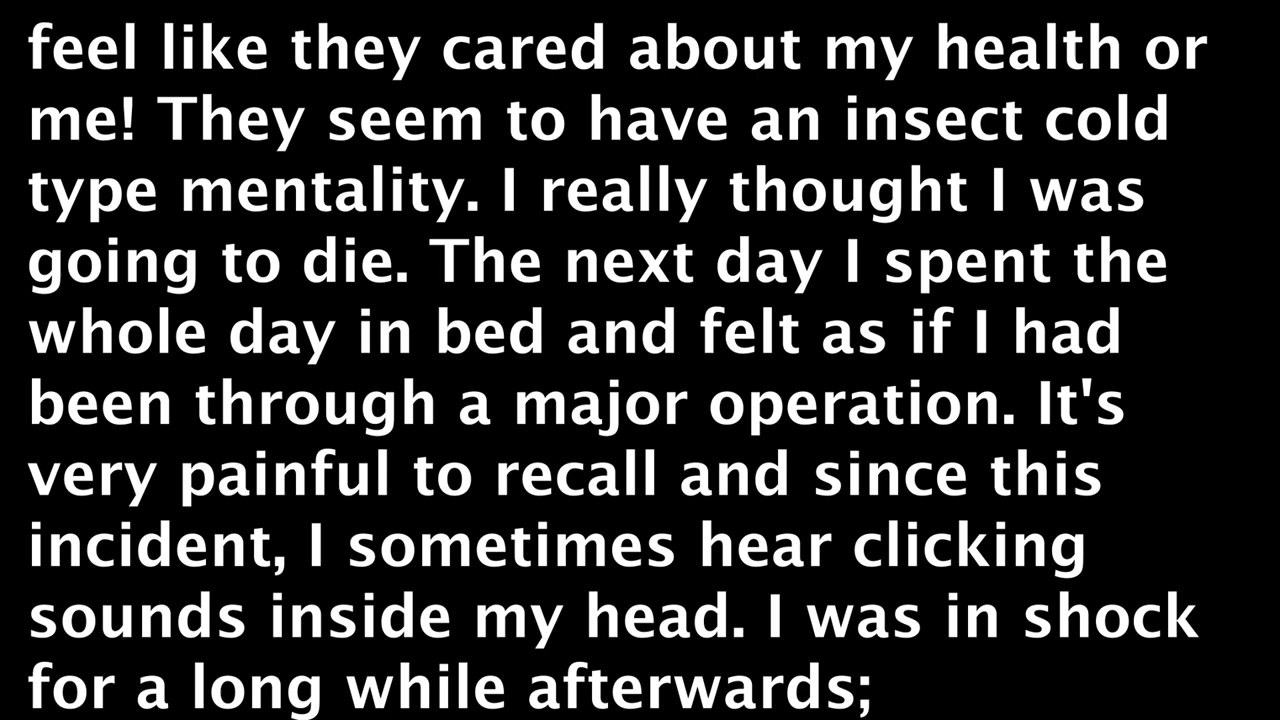 feel like they cared about my health or
me! They seem to have an insect cold
type mentality. I really thought I was
going to die. The next day I spent the
whole day in bed and felt as if I had
been through a major operation. It's
very painful to recall and since this
incident, I sometimes hear clicking
sounds inside my head. I was in shock
for a long while afterwards;